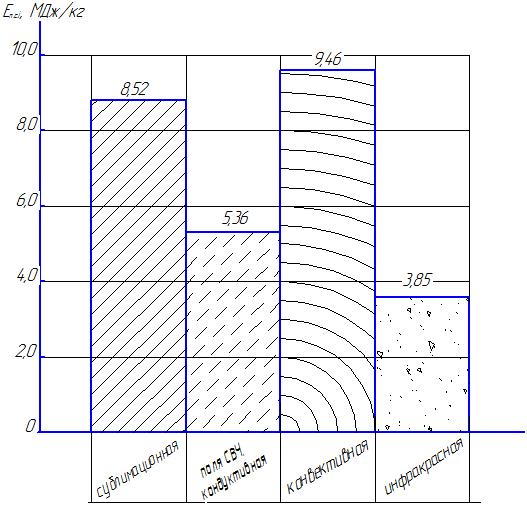 Eпсi, МДж/кг
10,0
9,46
8,52
8,0
6,0
5,36
4,0
3,85
2,0
0
сублимационная
поля СВЧ,
кондуктивная
конвективная
инфракрасная